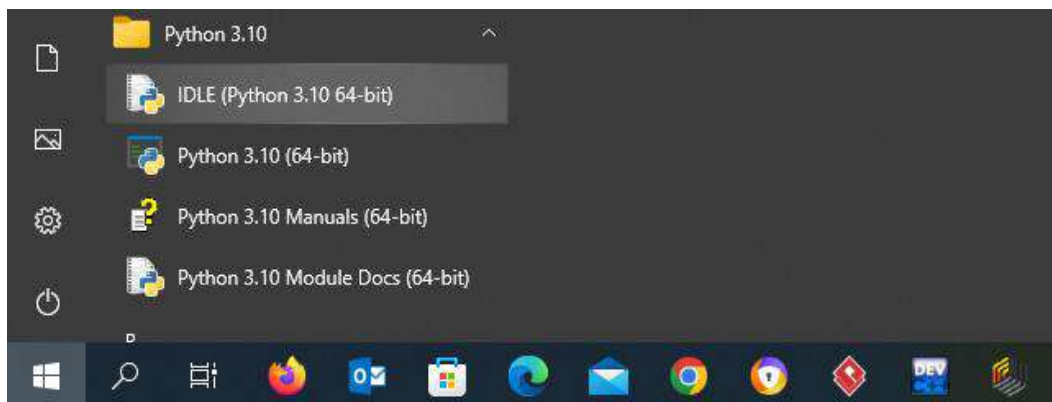 Python 3.10
IDLE (Python 3.10 64-bit)
Python 3.10 (64-bit)
Python 3.10 Manuals (64-bit)
Python 3.10 Module Docs (64-bit)
DEV